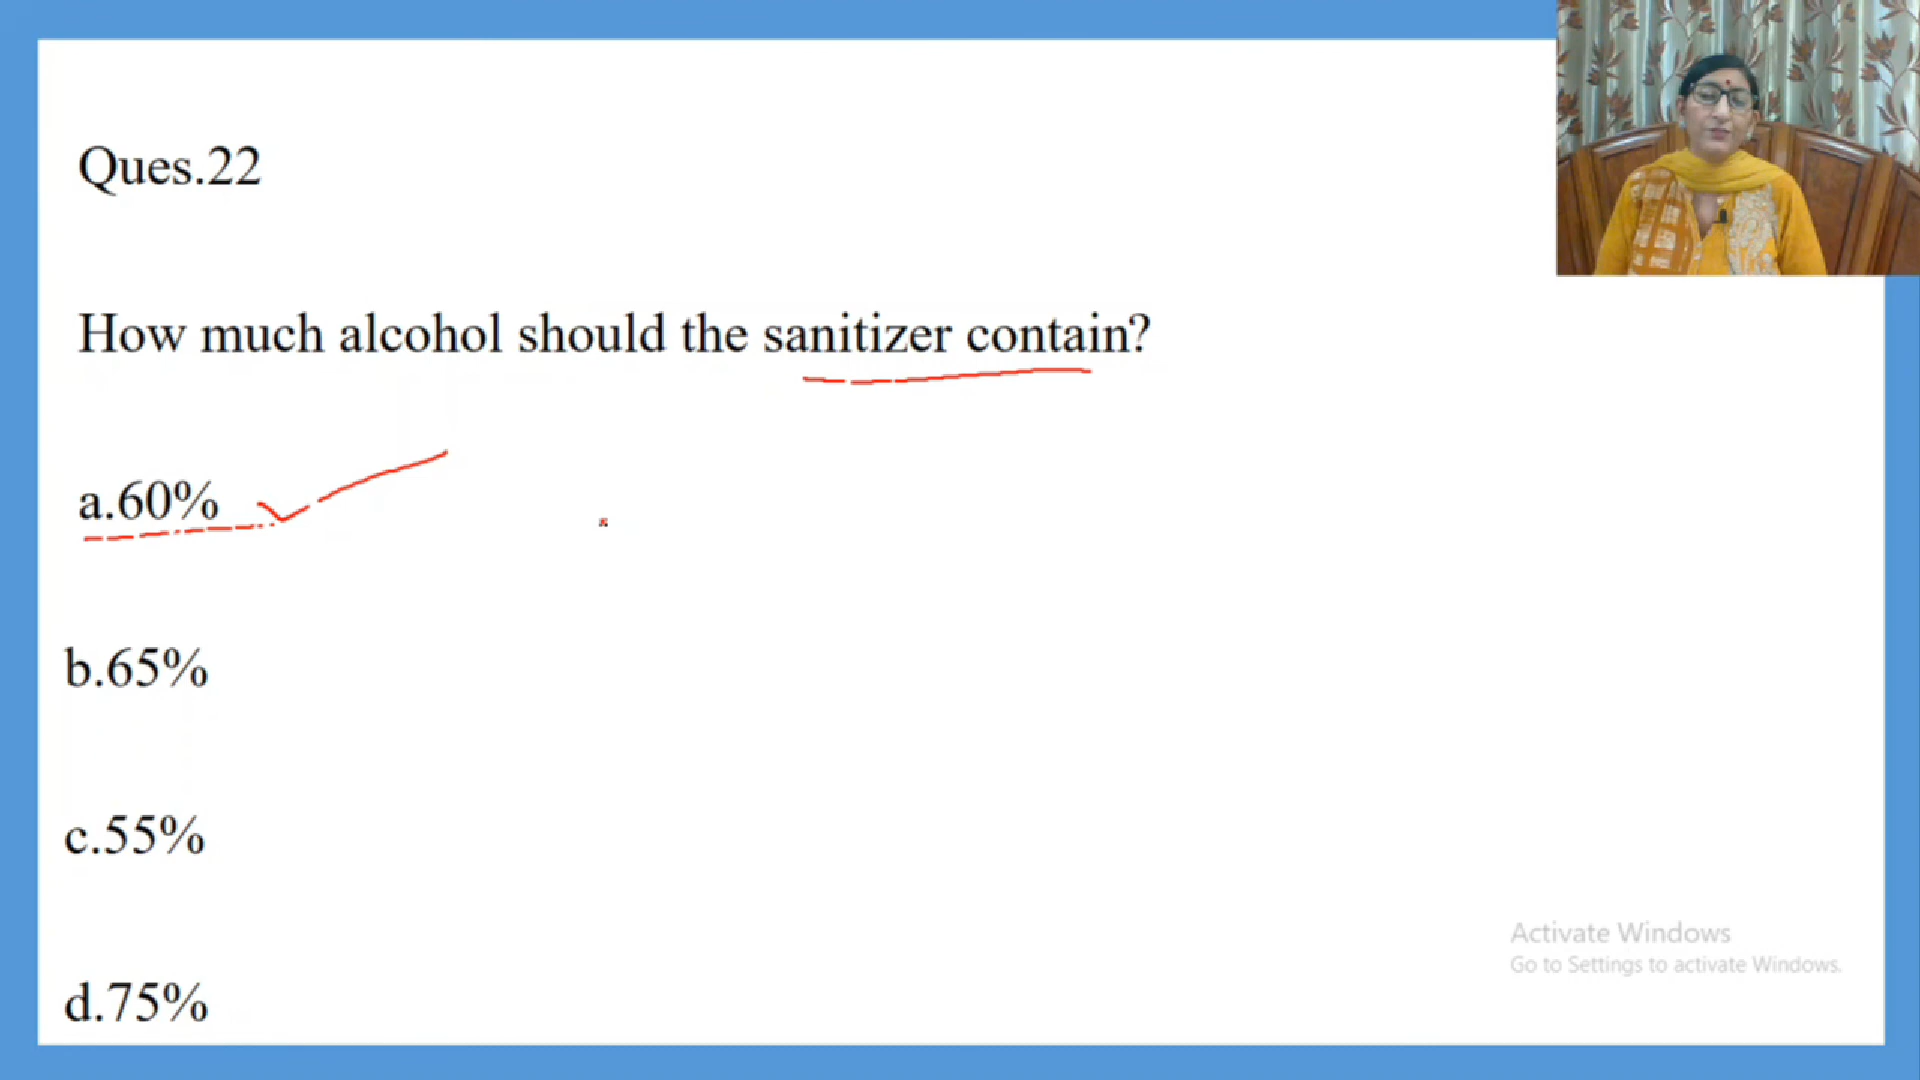 Ques.22
How much alcohol should the sanitizer contain?
a.60%
b.65%
c.55%
d.75%
Activate Windows
Go to Settings to activate Windows.